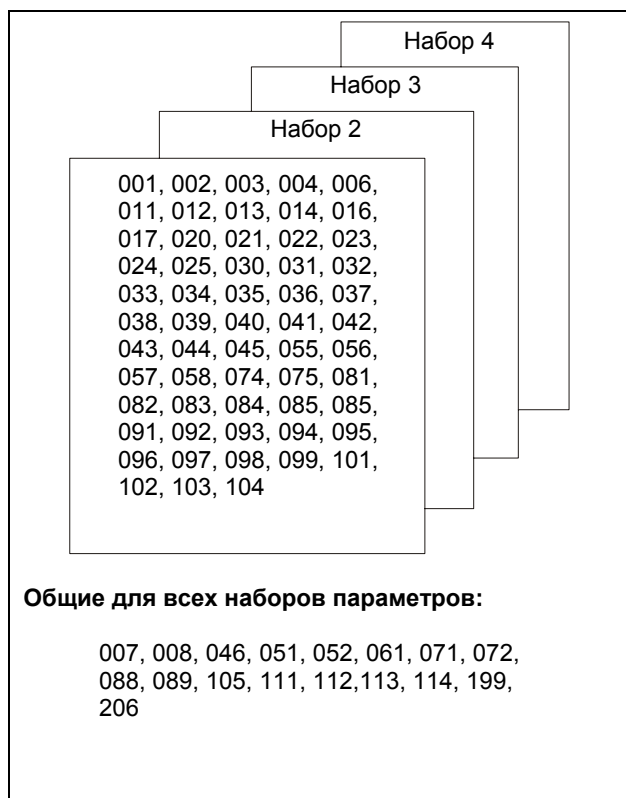 Набор 4
Набор 3
Набор 2
001, 002, 003, 004, 006,
011, 012, 013, 014, 016,
017, 020, 021, 022, 023,
024, 025, 030, 031, 032,
033, 034, 035, 036, 037,
038, 039, 040, 041, 042,
043, 044, 045, 055, 056,
057, 058, 074, 075, 081,
082, 083, 084, 085, 085,
091, 092, 093, 094, 095,
096, 097, 098, 099, 101,
102, 103, 104
Общие для всех наборов параметров:
007, 008, 046, 051, 052, 061, 071, 072,
088, 089, 105, 111, 112,113, 114, 199,
206